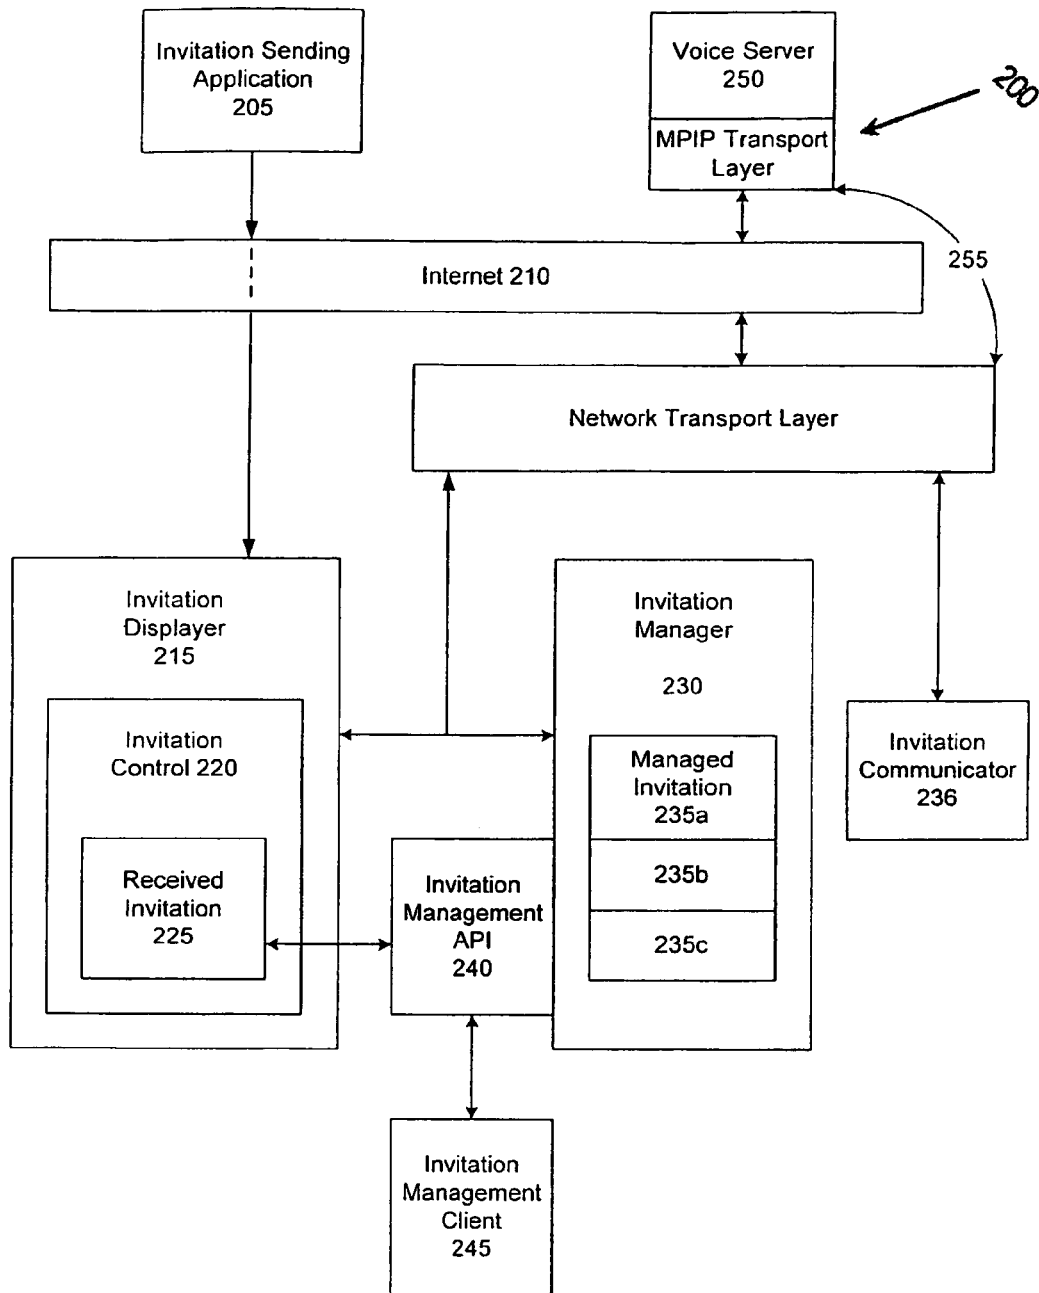 Invitation Sending
Application
205
Voice Server
250
MPIP Transport
Layer
200
Internet 210
255
Network Transport Layer
Invitation
Displayer
215
Invitation
Manager
230
Invitation
Control 220
Managed
Invitation
235a
Invitation
Communicator
236
Received
Invitation
225
Invitation
Management
API
240
235b
235c
Invitation
Management
Client
245